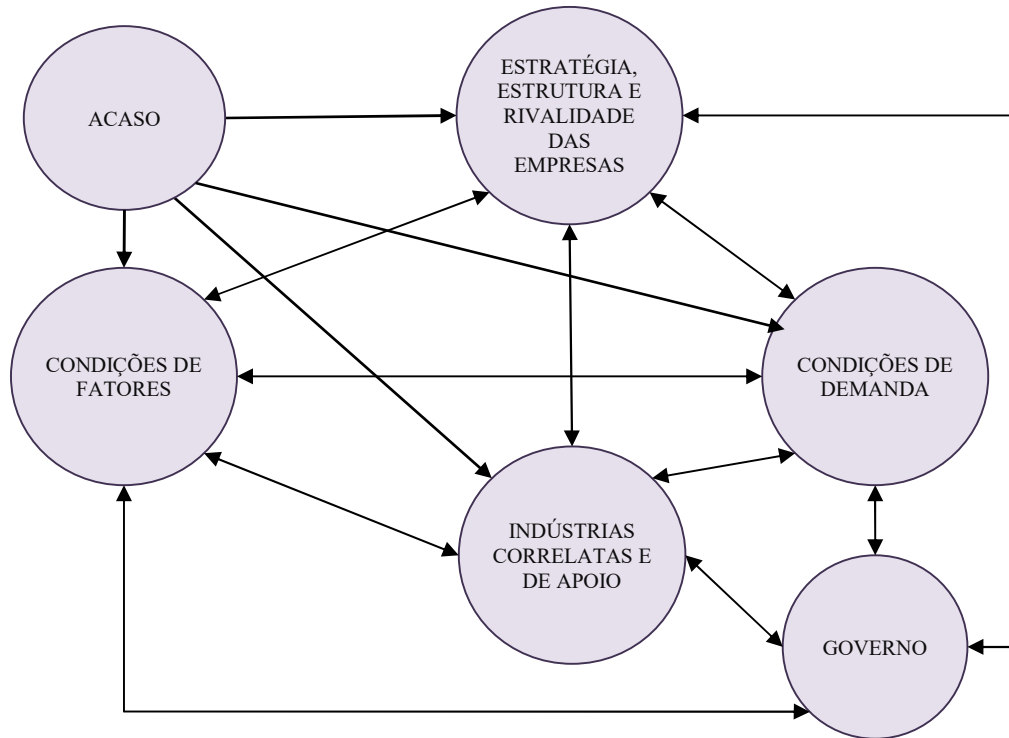 ACASO
ESTRATÉGIA,
ESTRUTURA E
RIVALIDADE
DAS
EMPRESAS
CONDIÇÕES DE
FATORES
CONDIÇÕES DE
DEMANDA
INDÚSTRIAS
CORRELATAS E
DE APOIO
GOVERNO